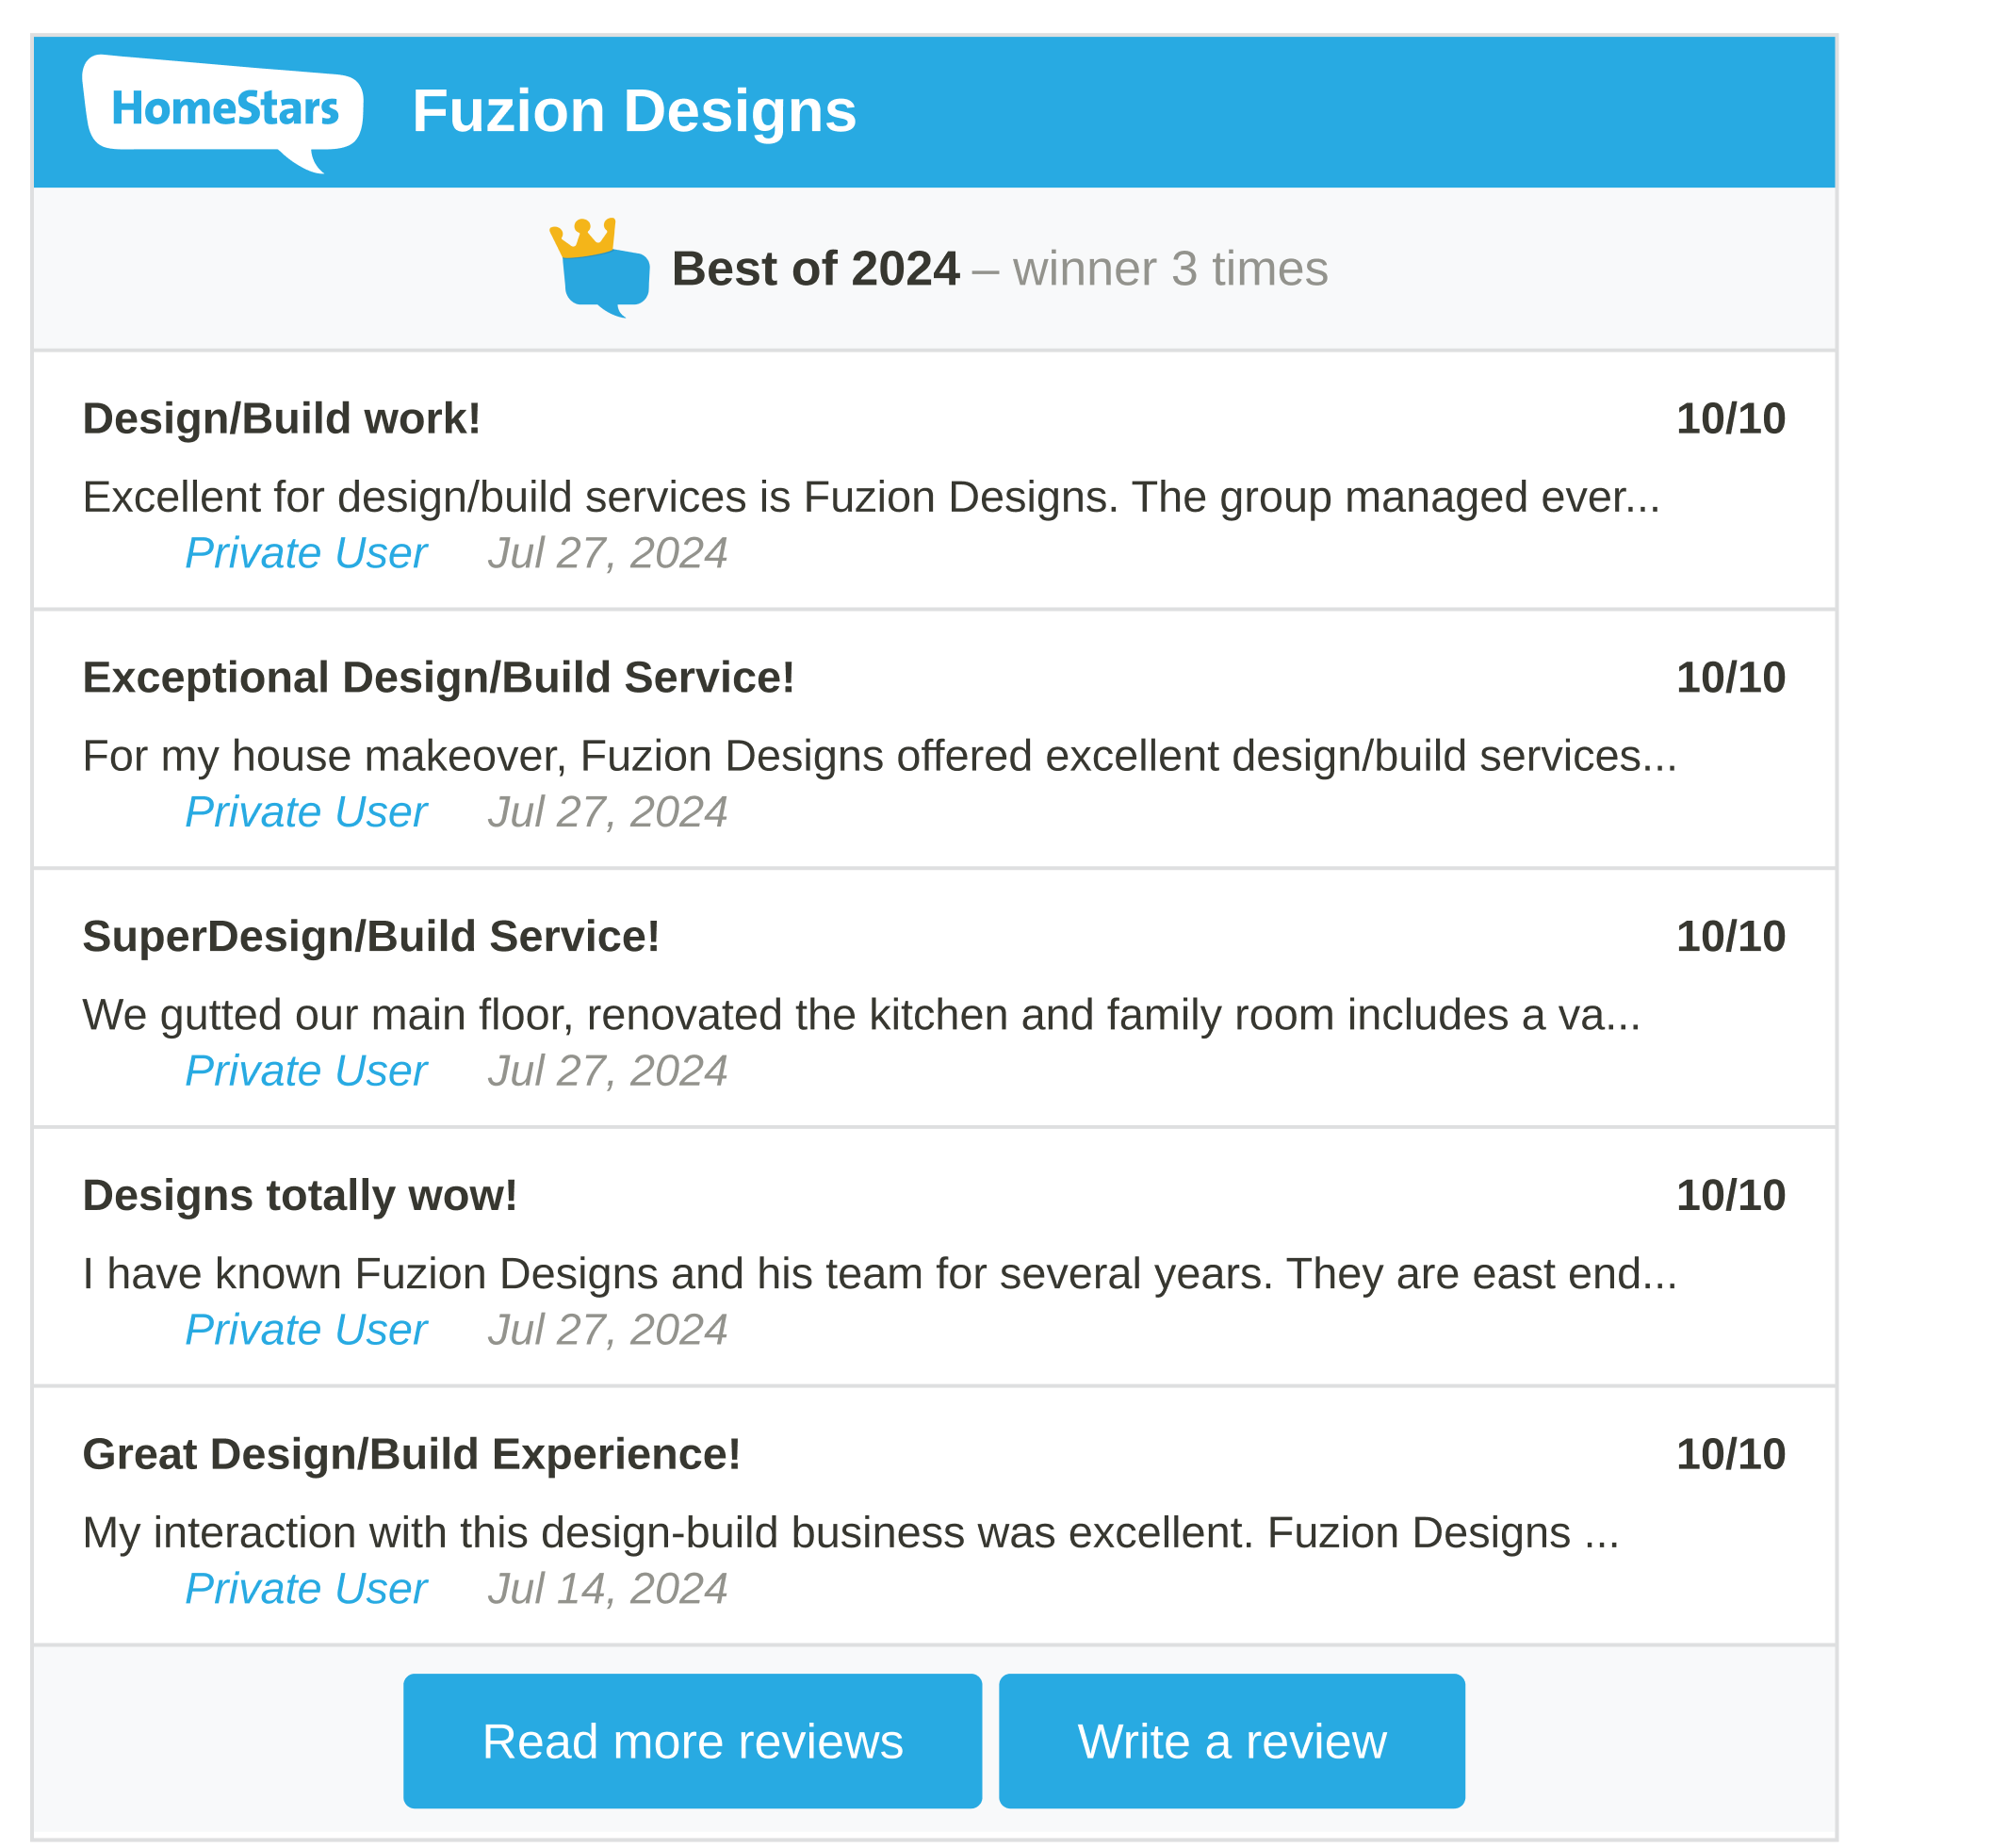 HomeStars Fuzion Designs
Best of 2024 – winner 3 times
Design/Build work! 10/10
Excellent for design/build services is Fuzion Designs. The group managed ever...
Private User Jul 27, 2024
Exceptional Design/Build Service! 10/10
For my house makeover, Fuzion Designs offered excellent design/build services...
Private User Jul 27, 2024
SuperDesign/Build Service! 10/10
We gutted our main floor, renovated the kitchen and family room includes a va...
Private User Jul 27, 2024
Designs totally wow! 10/10
I have known Fuzion Designs and his team for several years. They are east end...
Private User Jul 27, 2024
Great Design/Build Experience! 10/10
My interaction with this design-build business was excellent. Fuzion Designs ...
Private User Jul 14, 2024
Read more reviews Write a review